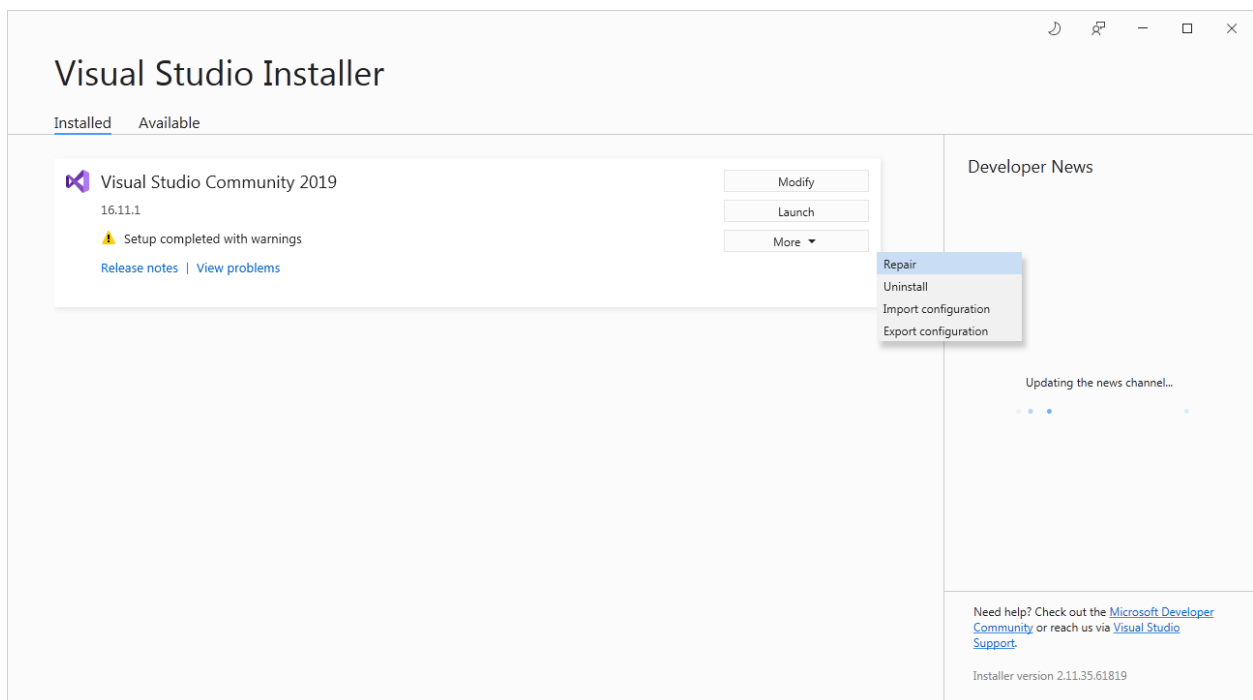 Visual Studio Installer
Installed Available
Visual Studio Community 2019
16.11.1
Setup completed with warnings
Release notes | View problems
Modify
Launch
More
Repair
Uninstall
Import configuration
Export configuration
Developer News
Updating the news channel...
Need help? Check out the Microsoft Developer
Community or reach us via Visual Studio
Support.
Installer version 2.11.35.61819